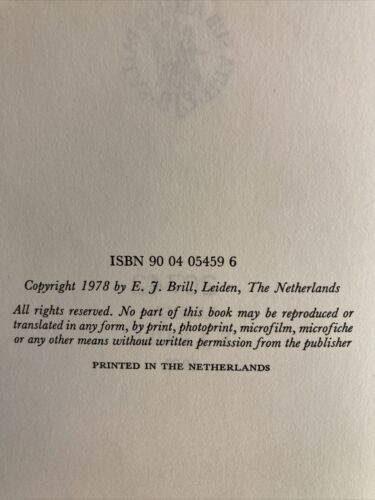 ISBN 90 04 05459 6
Copyright 1978 by E. J. Brill, Leiden, The Netherlands
All rights reserved. No part of this book may be reproduced or
translated in any form, by print, photoprint, microfilm, microfiche
or any other means without written permission from the publisher
PRINTED IN THE NETHERLANDS